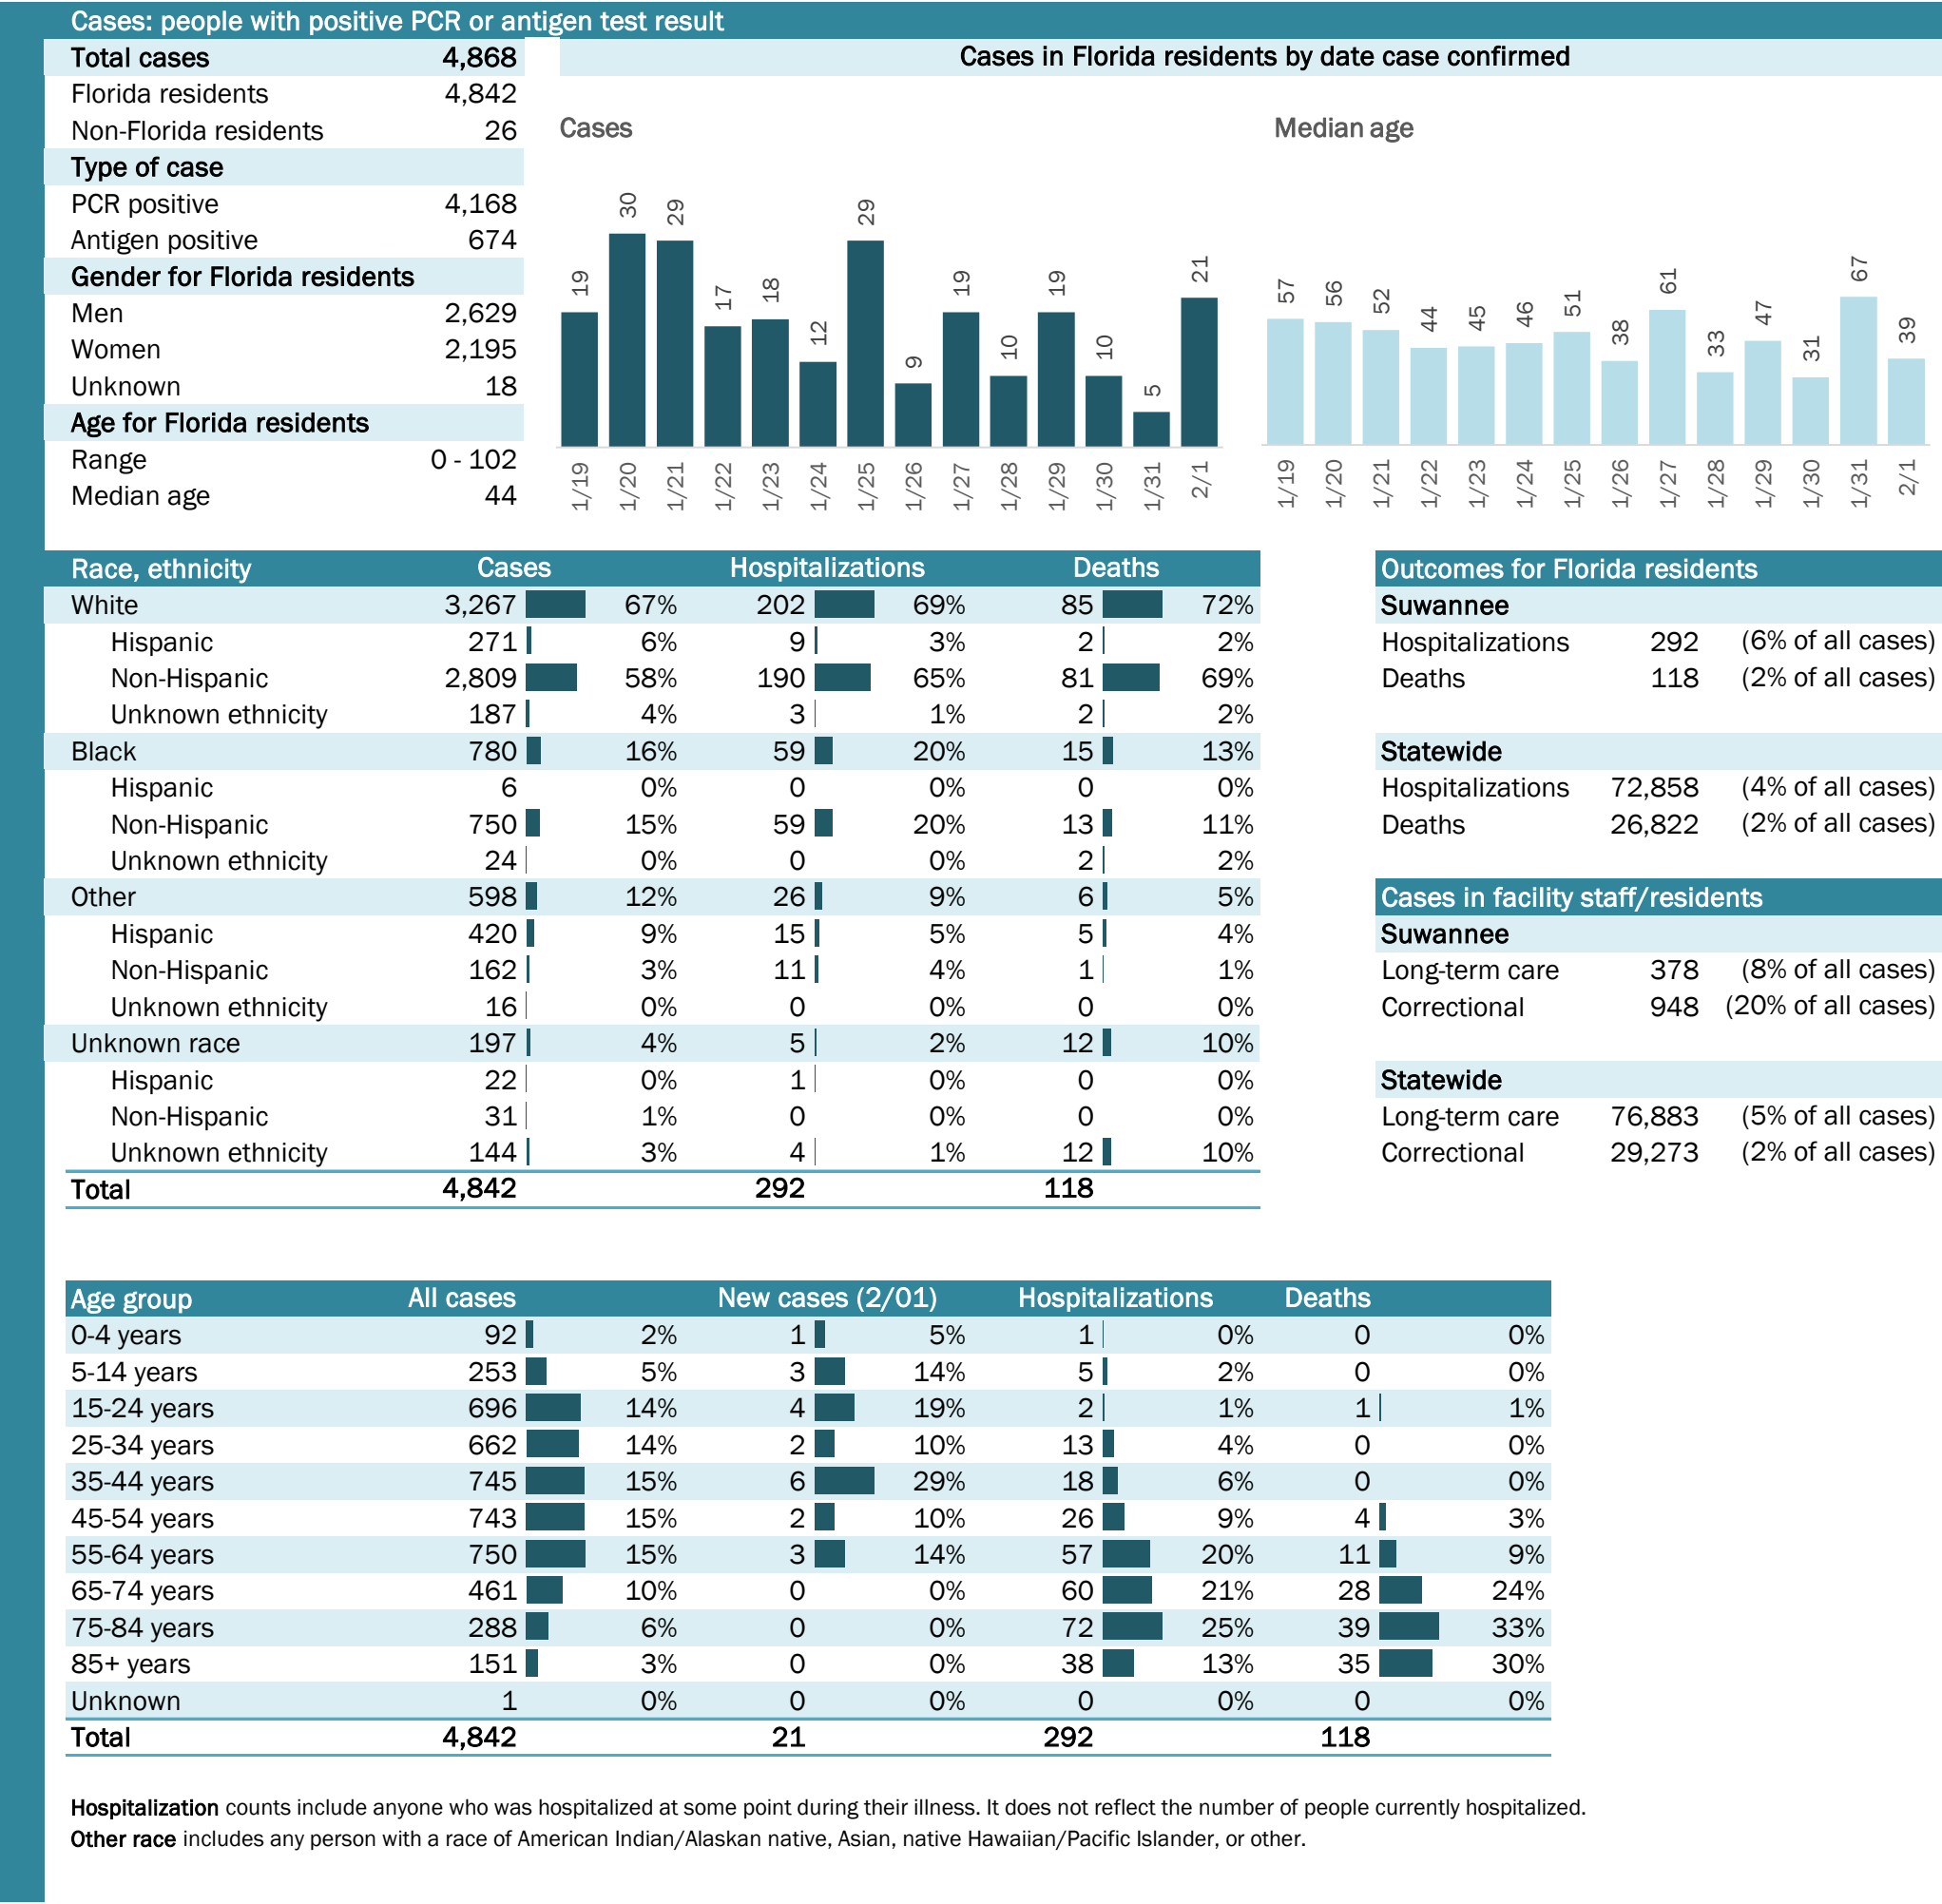 Cases: people with positive PCR or antigen test result
Total cases 4,868
Florida residents 4,842
Non-Florida residents 26
Type of case
PCR positive 4,168
Antigen positive 674
Gender for Florida residents
Men 2,629
Women 2,195
Unknown 18
Age for Florida residents
Range 0 - 102
Median age 44
Cases in Florida residents by date case confirmed
Cases
19 30 29 17 18 12 29 9 19 10 19 10 5 21
1/19 1/20 1/21 1/22 1/23 1/24 1/25 1/26 1/27 1/28 1/29 1/30 1/31 2/1
Median age
57 56 52 44 45 46 51 38 61 33 47 31 67 39
1/19 1/20 1/21 1/22 1/23 1/24 1/25 1/26 1/27 1/28 1/29 1/30 1/31 2/1
Race, ethnicity Cases Hospitalizations Deaths
White 3,267 67% 202 69% 85 72%
Hispanic 271 6% 9 3% 2 2%
Non-Hispanic 2,809 58% 190 65% 81 69%
Unknown ethnicity 187 4% 3 1% 2 2%
Black 780 16% 59 20% 15 13%
Hispanic 6 0% 0 0% 0 0%
Non-Hispanic 750 15% 59 20% 13 11%
Unknown ethnicity 24 0% 0 0% 2 2%
Other 598 12% 26 9% 6 5%
Hispanic 420 9% 15 5% 5 4%
Non-Hispanic 162 3% 11 4% 1 1%
Unknown ethnicity 16 0% 0 0% 0 0%
Unknown race 197 4% 5 2% 12 10%
Hispanic 22 0% 1 0% 0 0%
Non-Hispanic 31 1% 0 0% 0 0%
Unknown ethnicity 144 3% 4 1% 12 10%
Total 4,842 292 118
Outcomes for Florida residents
Suwannee
Hospitalizations 292 (6% of all cases)
Deaths 118 (2% of all cases)
Statewide
Hospitalizations 72,858 (4% of all cases)
Deaths 26,822 (2% of all cases)
Cases in facility staff/residents
Suwannee
Long-term care 378 (8% of all cases)
Correctional 948 (20% of all cases)
Statewide
Long-term care 76,883 (5% of all cases)
Correctional 29,273 (2% of all cases)
Age group All cases New cases (2/01) Hospitalizations Deaths
0-4 years 92 2% 1 5% 1 0% 0 0%
5-14 years 253 5% 3 14% 5 2% 0 0%
15-24 years 696 14% 4 19% 2 1% 1 1%
25-34 years 662 14% 2 10% 13 4% 0 0%
35-44 years 745 15% 6 29% 18 6% 0 0%
45-54 years 743 15% 2 10% 26 9% 4 3%
55-64 years 750 15% 3 14% 57 20% 11 9%
65-74 years 461 10% 0 0% 60 21% 28 24%
75-84 years 288 6% 0 0% 72 25% 39 33%
85+ years 151 3% 0 0% 38 13% 35 30%
Unknown 1 0% 0 0% 0 0% 0 0%
Total 4,842 21 292 118
Hospitalization counts include anyone who was hospitalized at some point during their illness. It does not reflect the number of people currently hospitalized.
Other race includes any person with a race of American Indian/Alaskan native, Asian, native Hawaiian/Pacific Islander, or other.